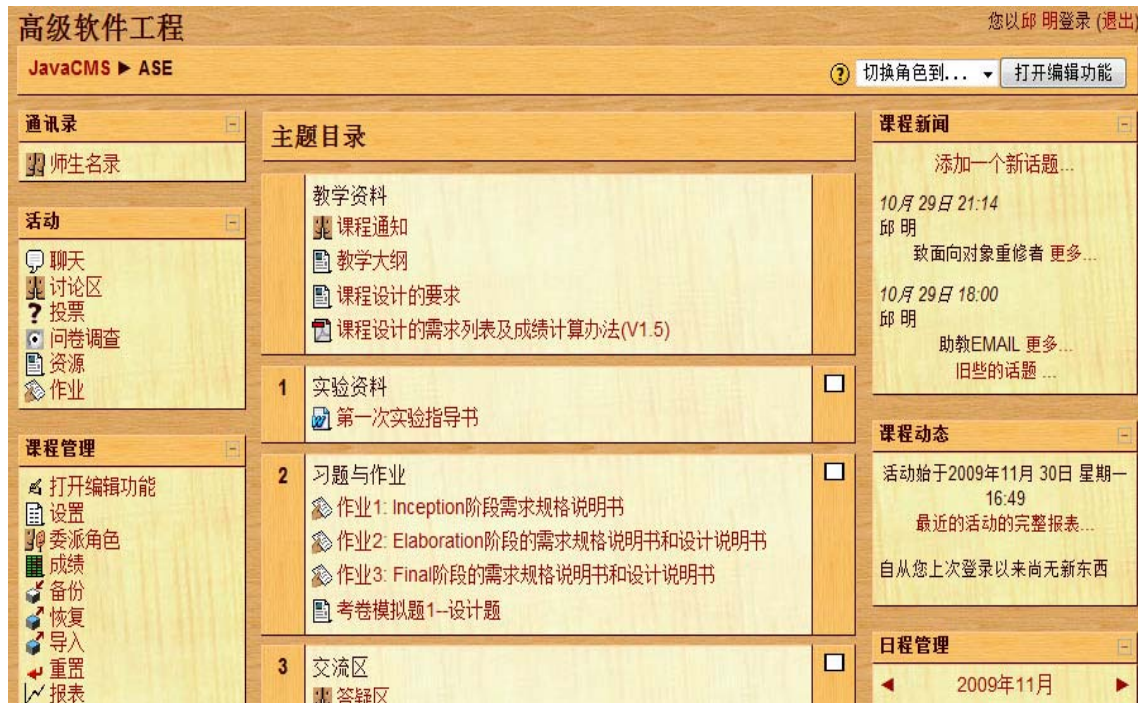 高级软件工程
您以邱 明登录 (退出)
JavaCMS ► ASE
切换角色到...
打开编辑功能
通讯录
师生名录
活动
聊天
讨论区
投票
问卷调查
资源
作业
课程管理
打开编辑功能
设置
委派角色
成绩
备份
恢复
导入
重置
报表
主题目录
教学资料
课程通知
教学大纲
课程设计的要求
课程设计的需求列表及成绩计算办法(V1.5)
1 实验资料
第一次实验指导书
2 习题与作业
作业1: Inception阶段需求规格说明书
作业2: Elaboration阶段的需求规格说明书和设计说明书
作业3: Final阶段的需求规格说明书和设计说明书
考卷模拟题1--设计题
3 交流区
答疑区
课程新闻
添加一个新话题...
10月 29日 21:14
邱 明
致面向对象重修者 更多...
10月 29日 18:00
邱 明
助教EMAIL 更多...
旧些的话题 ...
课程动态
活动始于2009年11月 30日 星期一
16:49
最近的活动的完整报表...
自从您上次登录以来尚无新东西
日程管理
◄ 2009年11月 ►